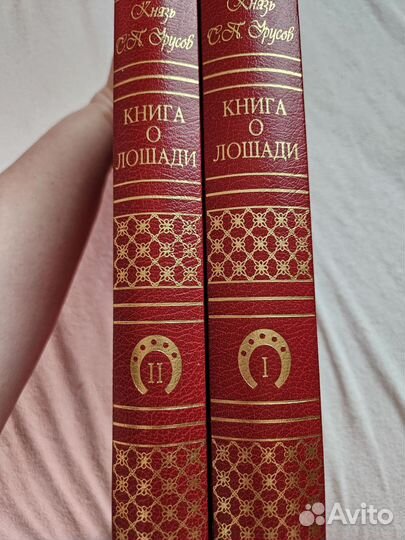 Князь
С.П. Урусов
КНИГА
О
ЛОШАДИ
II
Князь
С.П. Урусов
КНИГА
О
ЛОШАДИ
I
Avito